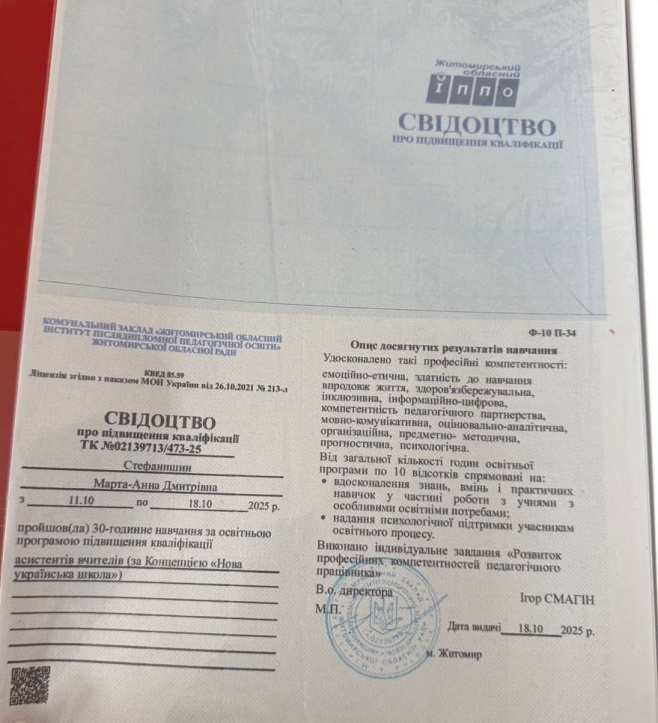 Житомирський
обласний
ІППО
СВІДОЦТВО
ПРО ПІДВИЩЕННЯ КВАЛІФІКАЦІЇ
КОМУНАЛЬНИЙ ЗАКЛАД «ЖИТОМИРСЬКИЙ ОБЛАСНИЙ
ІНСТИТУТ ПІСЛЯДИПЛОМНОЇ ПЕДАГОГІЧНОЇ ОСВІТИ»
ЖИТОМИРСЬКОЇ ОБЛАСНОЇ РАДИ
КВЕД 85.59
Ліцензія згідно з наказом МОН України від 26.10.2021 № 213-л
СВІДОЦТВО
про підвищення кваліфікації
ТК №02139713/473-25
Стефанишин
Марта-Анна Дмитрівна
з 11.10 по 18.10 2025 р.
пройшов(ла) 30-годинне навчання за освітньою
програмою підвищення кваліфікації
асистентів вчителів (за Концепцією «Нова
українська школа»)
Ф-10 П-34
Опис досягнутих результатів навчання
Удосконалено такі професійні компетентності:
емоційно-етична, здатність до навчання
впродовж життя, здоров'язбережувальна,
інклюзивна, інформаційно-цифрова,
компетентність педагогічного партнерства,
мовно-комунікативна, оцінювально-аналітична,
організаційна, предметно- методична,
прогностична, психологічна.
Від загальної кількості годин освітньої
програми по 10 відсотків спрямовані на:
• вдосконалення знань, вмінь і практичних
навичок у частині роботи з учнями з
особливими освітніми потребами;
• надання психологічної підтримки учасникам
освітнього процесу.
Виконано індивідуальне завдання «Розвиток
професійних компетентностей педагогічного
працівника»
В.о. директора Ігор СМАГІН
М.П.
Дата видачі 18.10 2025 р.
м. Житомир